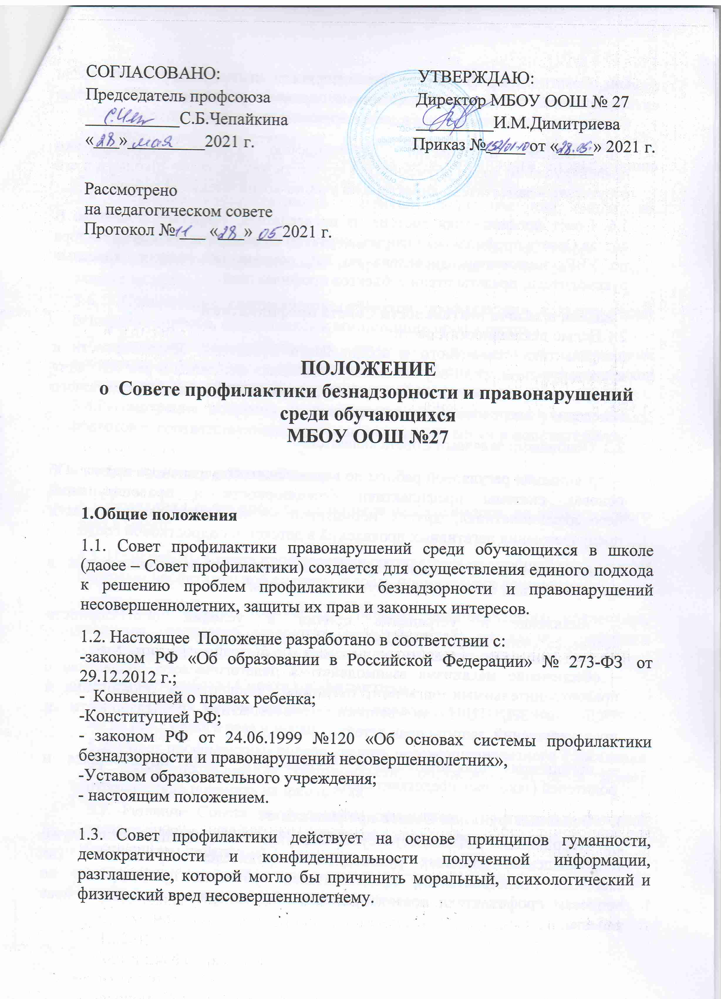 СОГЛАСОВАНО:
Председатель профсоюза
С.Б.Чепайкина
«28» мая 2021 г.
УТВЕРЖДАЮ:
Директор МБОУ ООШ № 27
И.М.Димитриева
Приказ №152/01-10 от «28.05.» 2021 г.
Рассмотрено
на педагогическом совете
Протокол №11 «28» 05 2021 г.
ПОЛОЖЕНИЕ
о Совете профилактики безнадзорности и правонарушений
среди обучающихся
МБОУ ООШ №27
1.Общие положения
1.1. Совет профилактики правонарушений среди обучающихся в школе
(даоее – Совет профилактики) создается для осуществления единого подхода
к решению проблем профилактики безнадзорности и правонарушений
несовершеннолетних, защиты их прав и законных интересов.
1.2. Настоящее Положение разработано в соответствии с:
-законом РФ «Об образовании в Российской Федерации» № 273-ФЗ от
29.12.2012 г.;
- Конвенцией о правах ребенка;
-Конституцией РФ;
- законом РФ от 24.06.1999 №120 «Об основах системы профилактики
безнадзорности и правонарушений несовершеннолетних»,
-Уставом образовательного учреждения;
- настоящим положением.
1.3. Совет профилактики действует на основе принципов гуманности,
демократичности и конфиденциальности полученной информации,
разглашение, которой могло бы причинить моральный, психологический и
физический вред несовершеннолетнему.